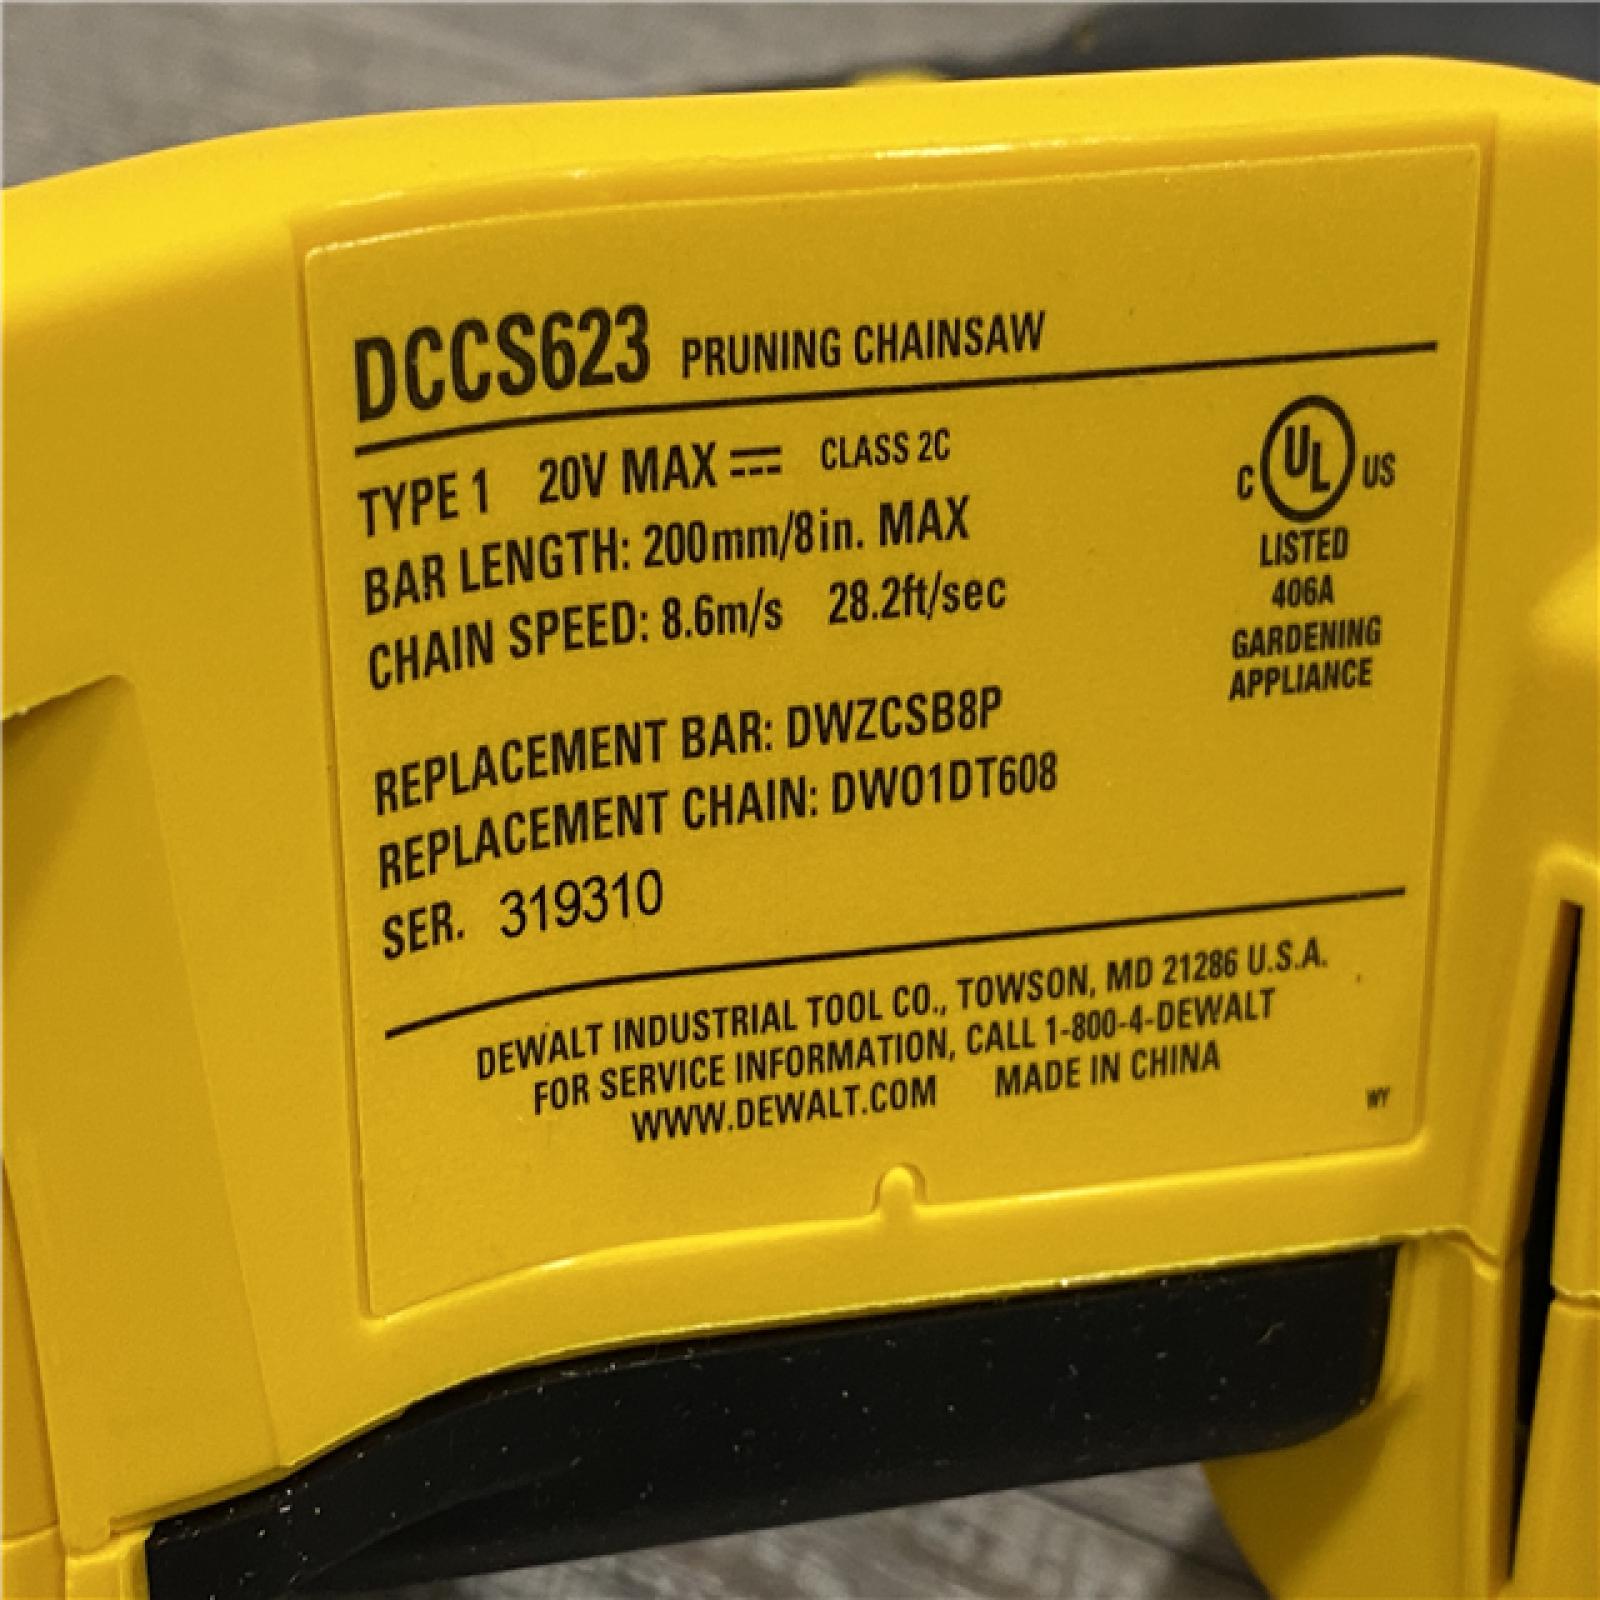 DCCS623 PRUNING CHAINSAW
TYPE 1 20V MAX CLASS 2C
BAR LENGTH: 200mm/8in. MAX
CHAIN SPEED: 8.6m/s 28.2ft/sec
C UL US
LISTED
406A
GARDENING
APPLIANCE
REPLACEMENT BAR: DWZCSB8P
REPLACEMENT CHAIN: DWO1DT608
SER. 319310
DEWALT INDUSTRIAL TOOL CO., TOWSON, MD 21286 U.S.A.
FOR SERVICE INFORMATION, CALL 1-800-4-DEWALT
WWW.DEWALT.COM MADE IN CHINA
WY